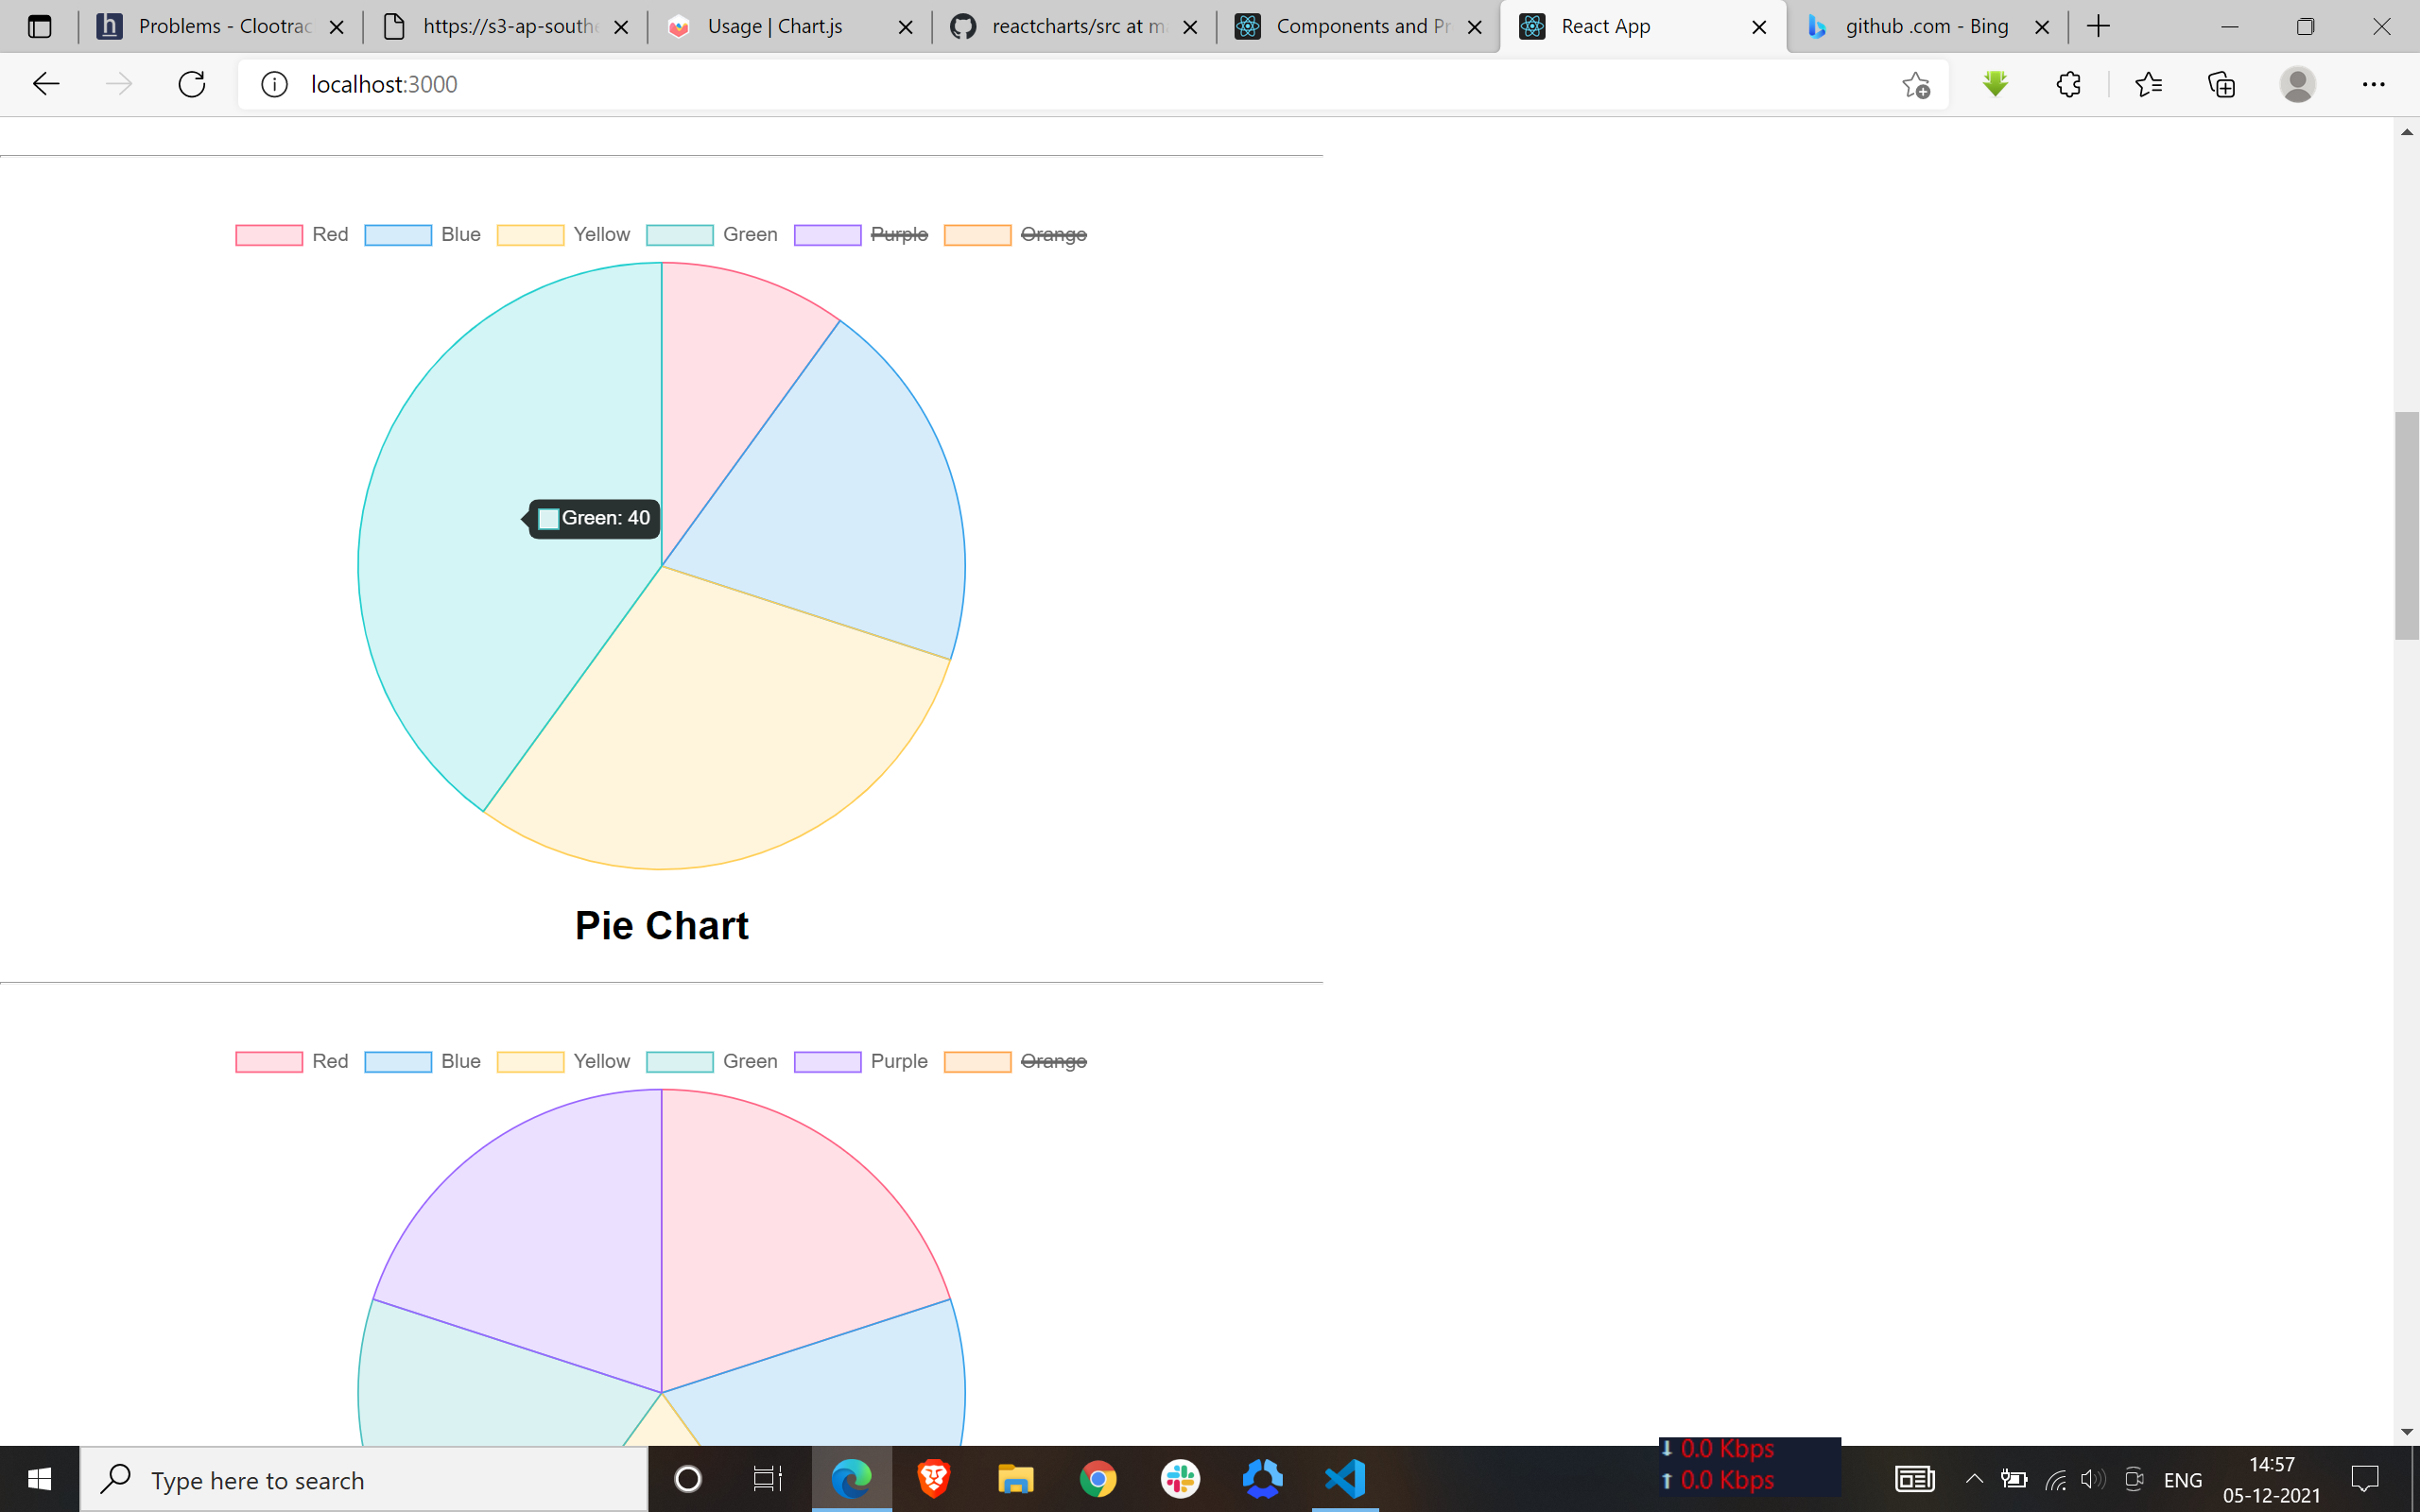 Problems - Clootrac
https://s3-ap-southe
Usage | Chart.js
reactcharts/src at m
Components and Pr
React App
github .com - Bing
localhost:3000
Red Blue Yellow Green Purple Orange
Green: 40
Pie Chart
Red Blue Yellow Green Purple Orange
Type here to search
0.0 Kbps
0.0 Kbps
ENG
14:57
05-12-2021